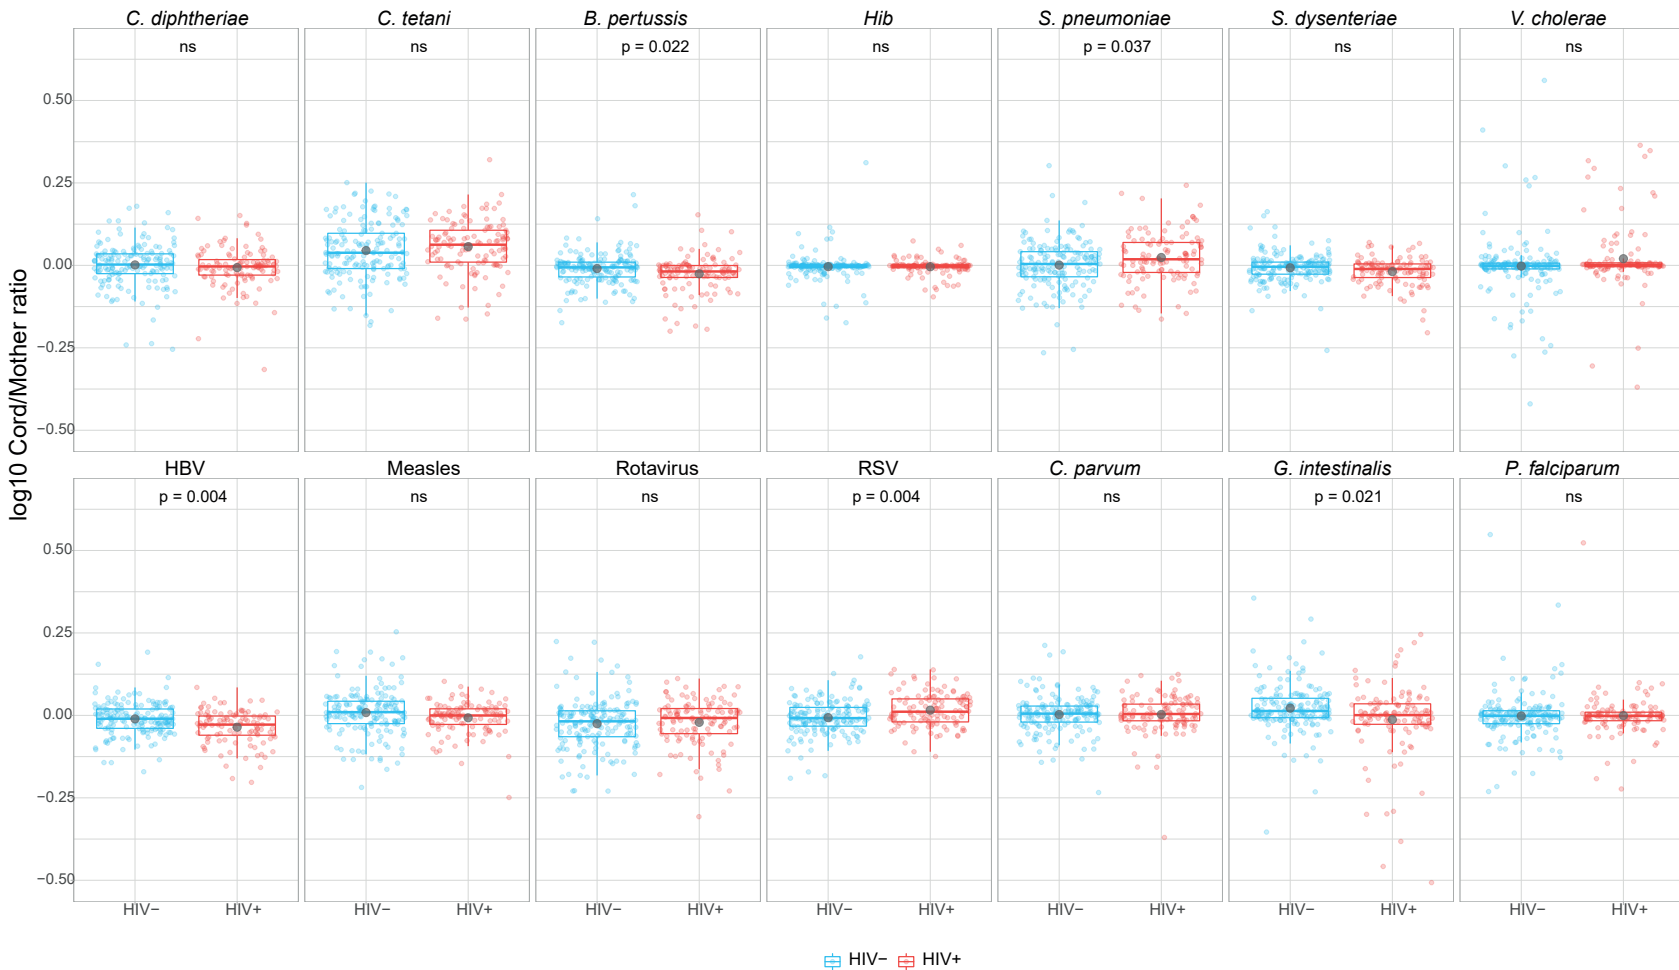 C. diphtheriae C. tetani B. pertussis Hib S. pneumoniae S. dysenteriae V. cholerae
ns ns p = 0.022 ns p = 0.037 ns ns
0.50
0.25
0.00
−0.25
−0.50
log10 Cord/Mother ratio
HBV Measles Rotavirus RSV C. parvum G. intestinalis P. falciparum
p = 0.004 ns ns p = 0.004 ns p = 0.021 ns
0.50
0.25
0.00
−0.25
−0.50
HIV− HIV+ HIV− HIV+ HIV− HIV+ HIV− HIV+ HIV− HIV+ HIV− HIV+ HIV− HIV+
HIV− HIV+